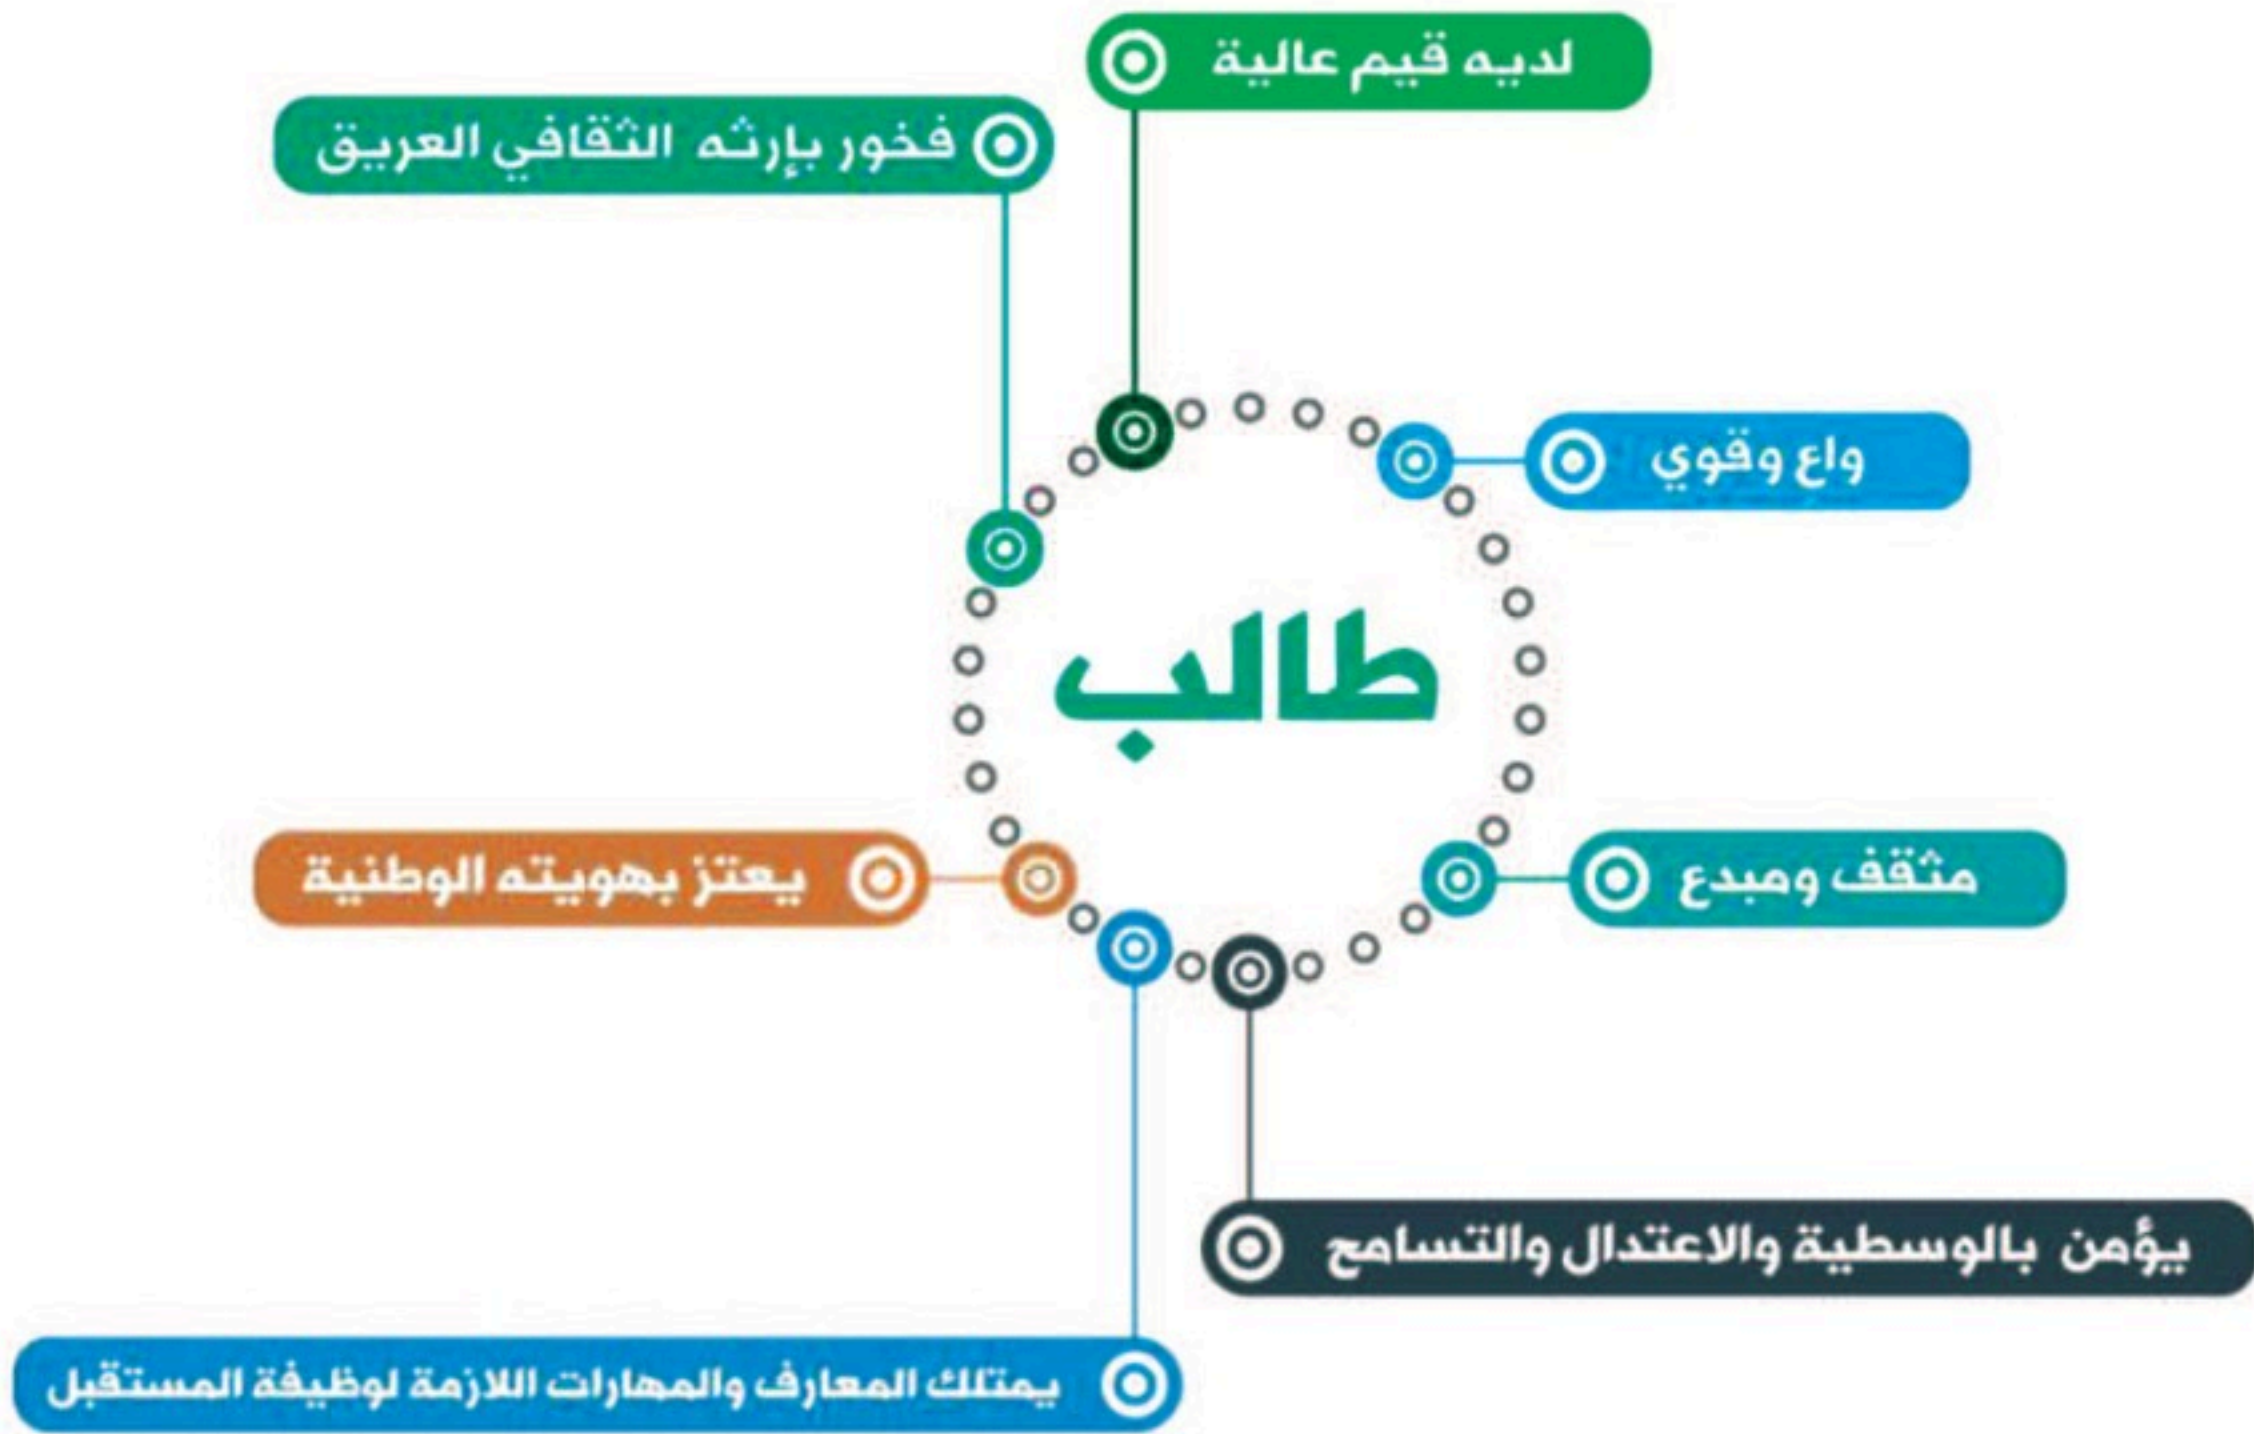 لديه قيم عالية
فخور بإرثه الثقافي العريق
واع وقوي
طالب
يعتز بهويته الوطنية
مثقف ومبدع
يؤمن بالوسطية والاعتدال والتسامح
يمتلك المعارف والمهارات اللازمة لوظيفة المستقبل